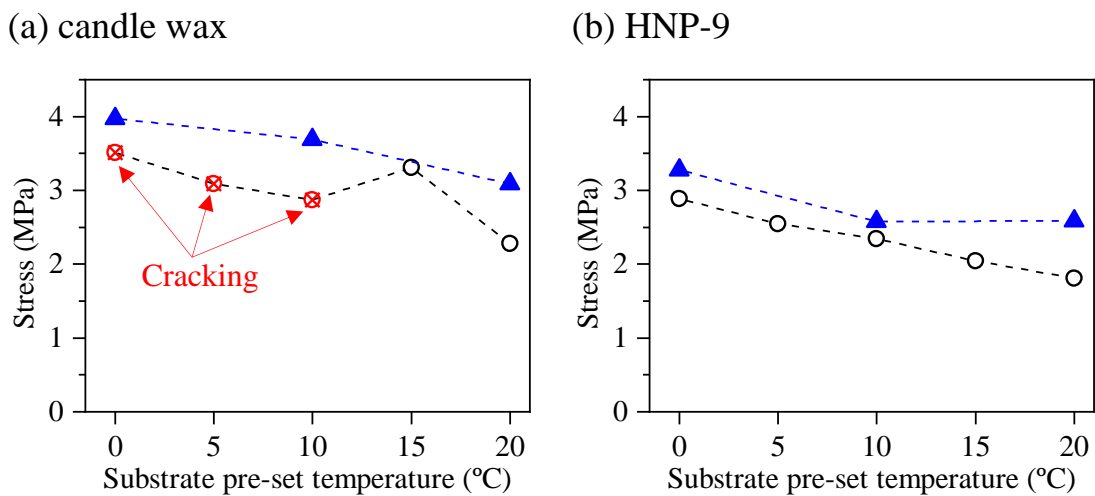 (a) candle wax
(b) HNP-9
4
3
2
1
0
Stress (MPa)
Cracking
0 5 10 15 20
Substrate pre-set temperature (ºC)
4
3
2
1
0
Stress (MPa)
0 5 10 15 20
Substrate pre-set temperature (ºC)